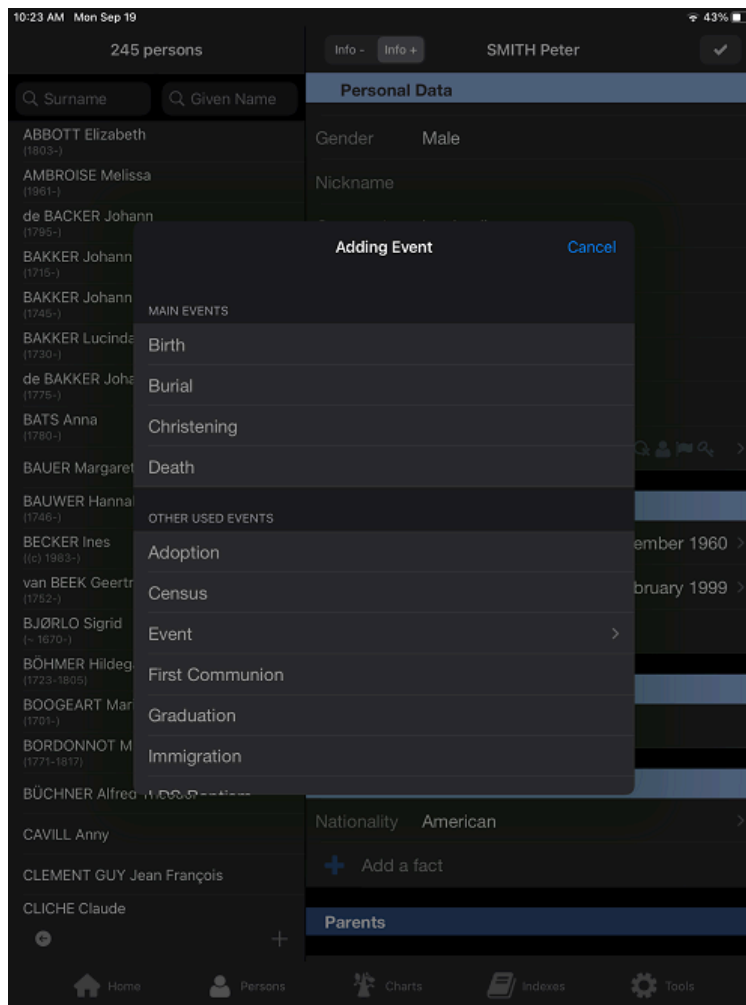 10:23 AM Mon Sep 19
43%
245 persons
Info -
Info +
SMITH Peter
Surname
Given Name
Personal Data
ABBOTT Elizabeth
(1803-)
Gender
Male
AMBROISE Melissa
(1961-)
Nickname
de BACKER Johann
(1795-)
BAKKER Johann
(1715-)
BAKKER Johann
(1745-)
BAKKER Lucinda
(1730-)
de BAKKER Joha
(1775-)
BATS Anna
(1780-)
BAUER Margaret
BAUWER Hannal
(1746-)
BECKER Ines
((c) 1983-)
van BEEK Geertr
(1752-)
BJØRLO Sigrid
(~ 1670-)
BÖHMER Hildeg
(1723-1805)
BOOGEART Mar
(1701-)
BORDONNOT M
(1771-1817)
BÜCHNER Alfred
CAVILL Anny
CLEMENT GUY Jean François
CLICHE Claude
Adding Event
Cancel
MAIN EVENTS
Birth
Burial
Christening
Death
OTHER USED EVENTS
Adoption
Census
Event
First Communion
Graduation
Immigration
LDS Baptism
ember 1960
bruary 1999
Nationality
American
Add a fact
Parents
Home
Persons
Charts
Indexes
Tools